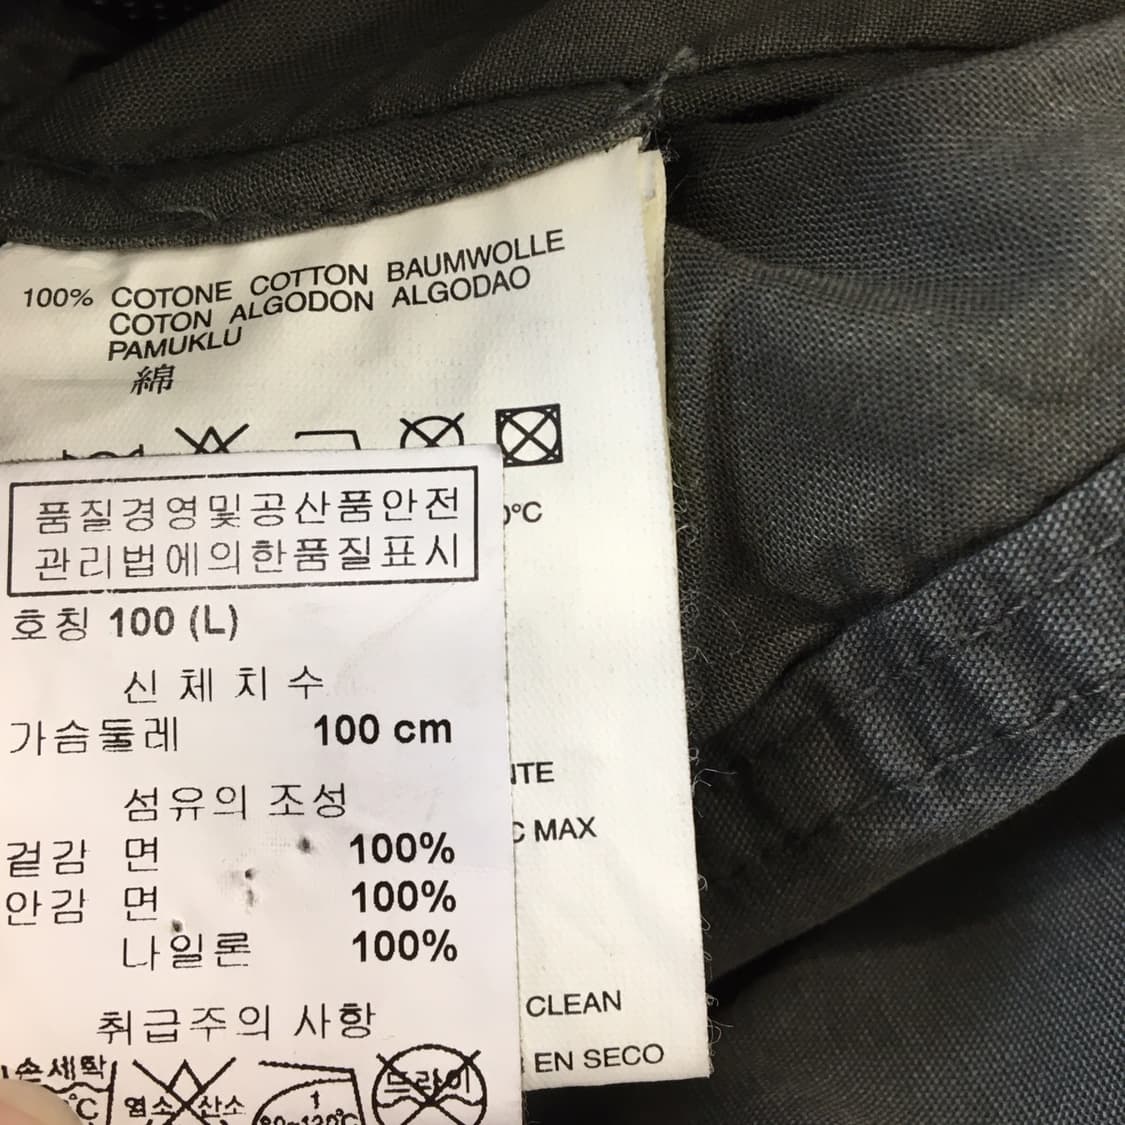 100% COTONE COTTON BAUMWOLLE
COTON ALGODON ALGODAO
PAMUKLU
綿
품질경영및공산품안전
관리법에의한품질표시
호칭 100 (L)
신체치수
가슴둘레 100 cm
섬유의 조성
겉감 면 100%
안감 면 100%
나일론 100%
취급주의 사항
손세탁
℃
염소 산소
드라이
°C
MAX
CLEAN
EN SECO